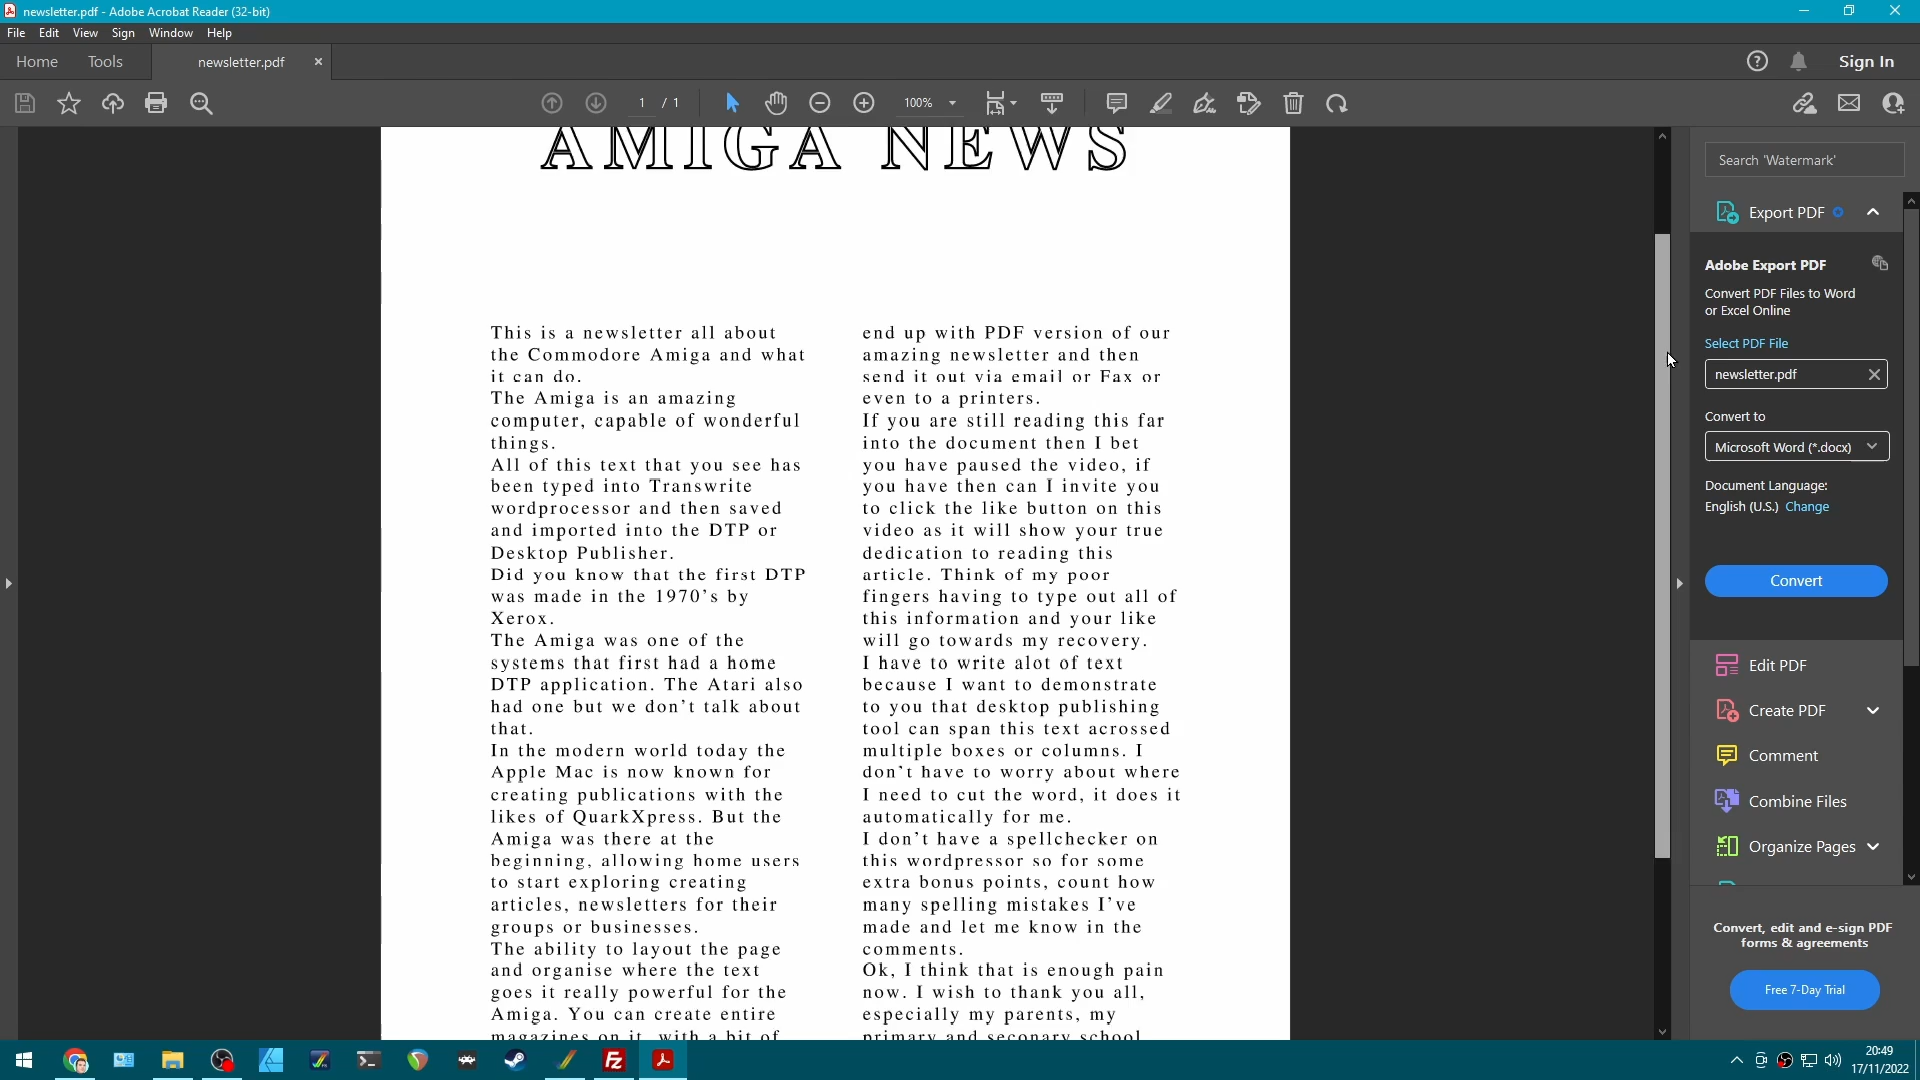 newsletter.pdf - Adobe Acrobat Reader (32-bit)
File Edit View Sign Window Help
Home Tools newsletter.pdf
Sign In
1 / 1
100%
AMIGA NEWS
This is a newsletter all about
the Commodore Amiga and what
it can do.
The Amiga is an amazing
computer, capable of wonderful
things.
All of this text that you see has
been typed into Transwrite
wordprocessor and then saved
and imported into the DTP or
Desktop Publisher.
Did you know that the first DTP
was made in the 1970's by
Xerox.
The Amiga was one of the
systems that first had a home
DTP application. The Atari also
had one but we don't talk about
that.
In the modern world today the
Apple Mac is now known for
creating publications with the
likes of QuarkXpress. But the
Amiga was there at the
beginning, allowing home users
to start exploring creating
articles, newsletters for their
groups or businesses.
The ability to layout the page
and organise where the text
goes it really powerful for the
Amiga. You can create entire
magazines on it, with a bit of
end up with PDF version of our
amazing newsletter and then
send it out via email or Fax or
even to a printers.
If you are still reading this far
into the document then I bet
you have paused the video, if
you have then can I invite you
to click the like button on this
video as it will show your true
dedication to reading this
article. Think of my poor
fingers having to type out all of
this information and your like
will go towards my recovery.
I have to write alot of text
because I want to demonstrate
to you that desktop publishing
tool can span this text acrossed
multiple boxes or columns. I
don't have to worry about where
I need to cut the word, it does it
automatically for me.
I don't have a spellchecker on
this wordpressor so for some
extra bonus points, count how
many spelling mistakes I've
made and let me know in the
comments.
Ok, I think that is enough pain
now. I wish to thank you all,
especially my parents, my
primary and seconary school
Search 'Watermark'
Export PDF
Adobe Export PDF
Convert PDF Files to Word
or Excel Online
Select PDF File
newsletter.pdf
Convert to
Microsoft Word (*.docx)
Document Language:
English (U.S.) Change
Convert
Edit PDF
Create PDF
Comment
Combine Files
Organize Pages
Convert, edit and e-sign PDF
forms & agreements
Free 7-Day Trial
20:49
17/11/2022